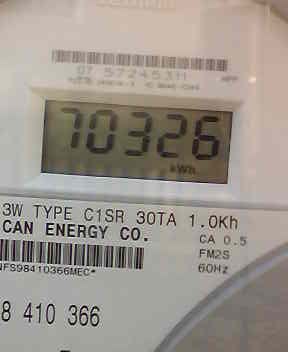 07 57245311
70326
kWh
3W TYPE C1SR 30TA 1.0Kh
CAN ENERGY CO. CA 0.5
FM2S
NFS98410366MEC* 60Hz
8 410 366